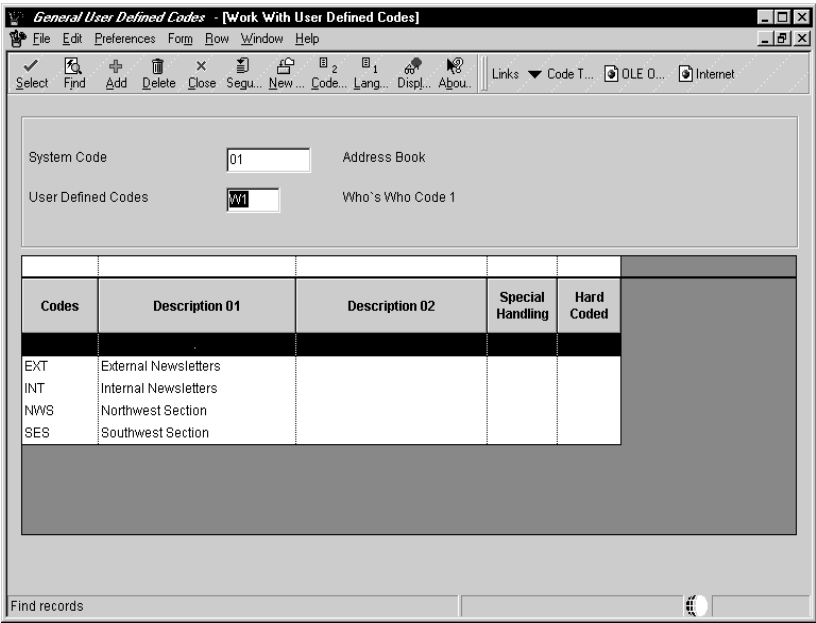 General User Defined Codes - [Work With User Defined Codes]
File Edit Preferences Form Row Window Help
Select Find Add Delete Close Segu... New ... Code... Lang... Displ... Abou.. Links Code T... OLE O... Internet
System Code 01 Address Book
User Defined Codes W1 Who`s Who Code 1
Codes Description 01 Description 02 Special Handling Hard Coded
.
EXT External Newsletters
INT Internal Newsletters
NWS Northwest Section
SES Southwest Section
Find records